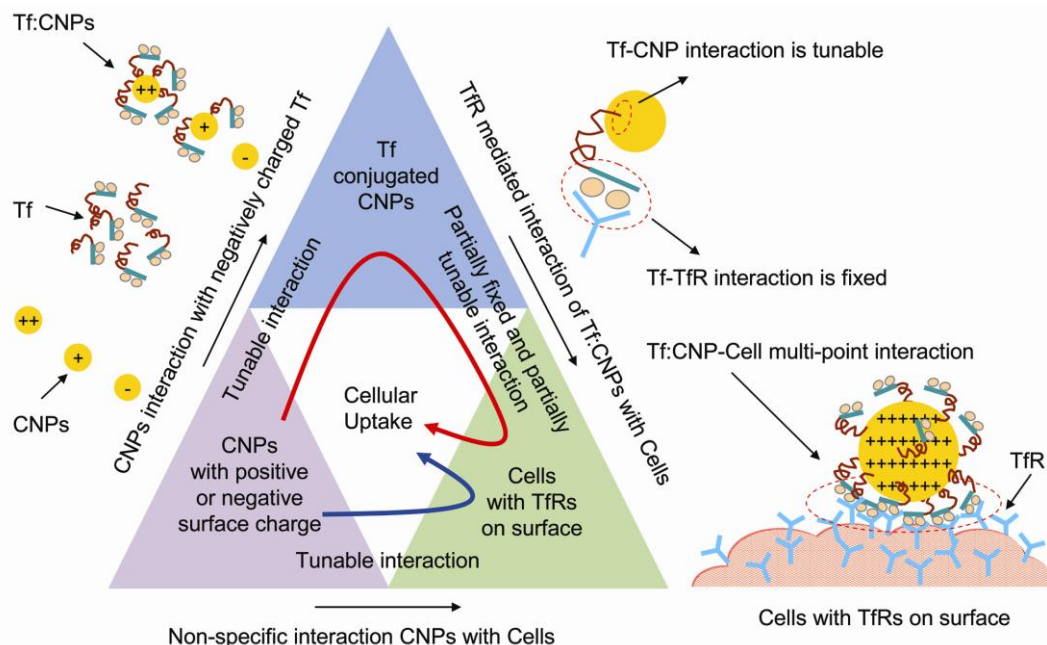 Tf:CNPs
++
+
-
Tf
++
+
-
CNPs
CNPs interaction with negatively charged Tf
Tf
conjugated
CNPs
Tunable interaction
Partially fixed and partially
tunable interaction
TfR mediated interaction of Tf:CNPs with Cells
Cellular
Uptake
CNPs
with positive
or negative
surface charge
Cells
with TfRs
on surface
Tunable interaction
Non-specific interaction CNPs with Cells
Tf-CNP interaction is tunable
Tf-TfR interaction is fixed
Tf:CNP-Cell multi-point interaction
TfR
+++++++
+++++
++++++
+++++
Cells with TfRs on surface